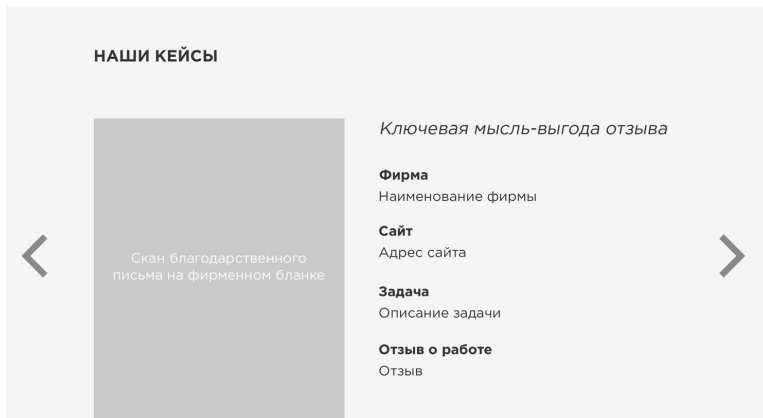 НАШИ КЕЙСЫ
Скан благодарственного
письма на фирменном бланке
Ключевая мысль-выгода отзыва
Фирма
Наименование фирмы
Сайт
Адрес сайта
Задача
Описание задачи
Отзыв о работе
Отзыв